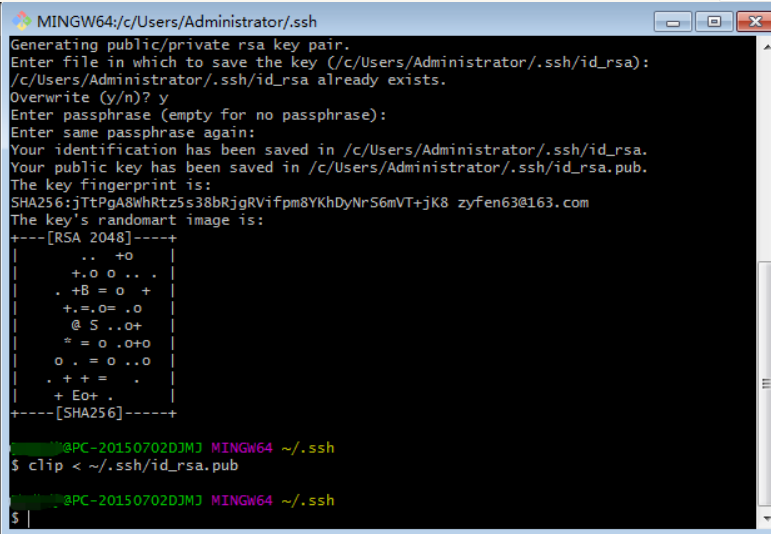 MINGW64:/c/Users/Administrator/.ssh
Generating public/private rsa key pair.
Enter file in which to save the key (/c/Users/Administrator/.ssh/id_rsa):
/c/Users/Administrator/.ssh/id_rsa already exists.
Overwrite (y/n)? y
Enter passphrase (empty for no passphrase):
Enter same passphrase again:
Your identification has been saved in /c/Users/Administrator/.ssh/id_rsa.
Your public key has been saved in /c/Users/Administrator/.ssh/id_rsa.pub.
The key fingerprint is:
SHA256:jTtPgA8WhRtz5s38bRjgRVifpm8YKhDyNrS6mVT+jK8 zyfen63@163.com
The key's randomart image is:
+---[RSA 2048]----+
|       ..  +o    |
|      +.o o .. . |
|    . +B = o  +  |
|     +.=.o= .o   |
|      @ S ..o+   |
|     * = o .o+o  |
|    o . = o ..o  |
|   . + + =   .   |
|    + Eo+ .      |
+----[SHA256]-----+
@PC-20150702DJMJ MINGW64 ~/.ssh
$ clip < ~/.ssh/id_rsa.pub
@PC-20150702DJMJ MINGW64 ~/.ssh
$